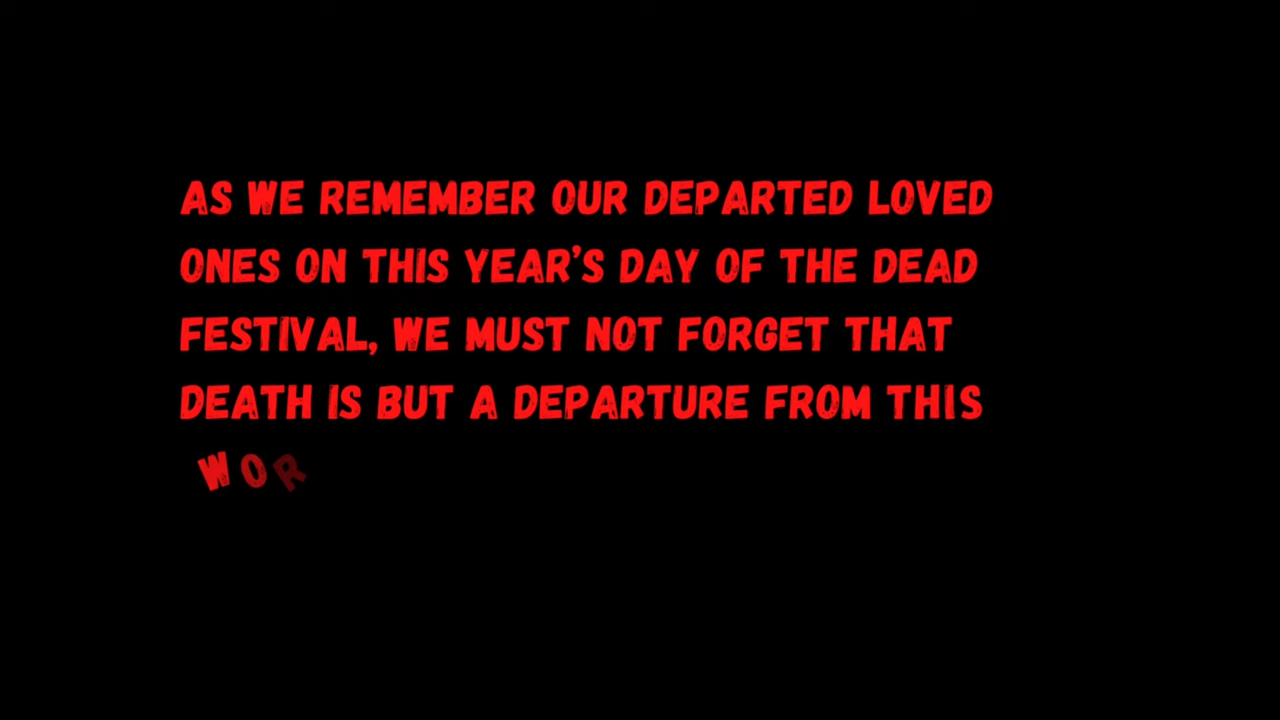 AS WE REMEMBER OUR DEPARTED LOVED
ONES ON THIS YEAR’S DAY OF THE DEAD
FESTIVAL, WE MUST NOT FORGET THAT
DEATH IS BUT A DEPARTURE FROM THIS
WOR